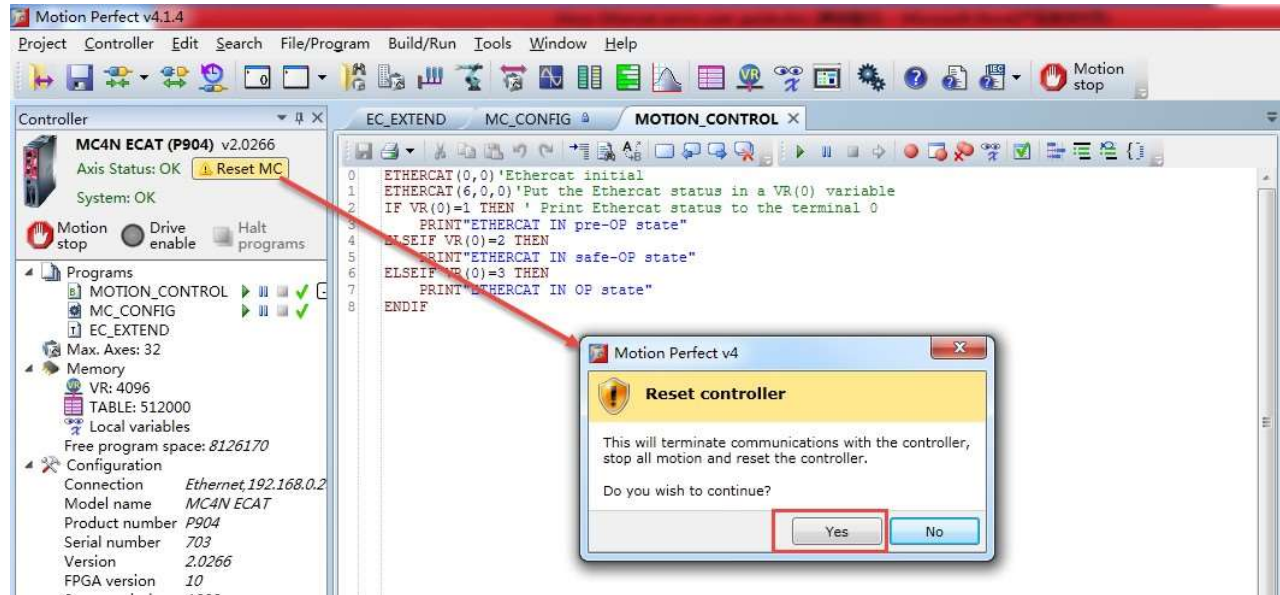 Motion Perfect v4.1.4
Project Controller Edit Search File/Program Build/Run Tools Window Help
Motion
stop
Controller
MC4N ECAT (P904) v2.0266
Axis Status: OK Reset MC
System: OK
Motion
stop
Drive
enable
Halt
programs
Programs
MOTION_CONTROL
MC_CONFIG
EC_EXTEND
Max. Axes: 32
Memory
VR: 4096
TABLE: 512000
Local variables
Free program space: 8126170
Configuration
Connection Ethernet,192.168.0.2
Model name MC4N ECAT
Product number P904
Serial number 703
Version 2.0266
FPGA version 10
EC_EXTEND MC_CONFIG MOTION_CONTROL
0 ETHERCAT(0,0)'Ethercat initial
1 ETHERCAT(6,0,0)'Put the Ethercat status in a VR(0) variable
2 IF VR(0)=1 THEN ' Print Ethercat status to the terminal 0
3 PRINT"ETHERCAT IN pre-OP state"
4 ELSEIF VR(0)=2 THEN
5 PRINT"ETHERCAT IN safe-OP state"
6 ELSEIF VR(0)=3 THEN
7 PRINT"ETHERCAT IN OP state"
8 ENDIF
Motion Perfect v4
Reset controller
This will terminate communications with the controller,
stop all motion and reset the controller.
Do you wish to continue?
Yes No